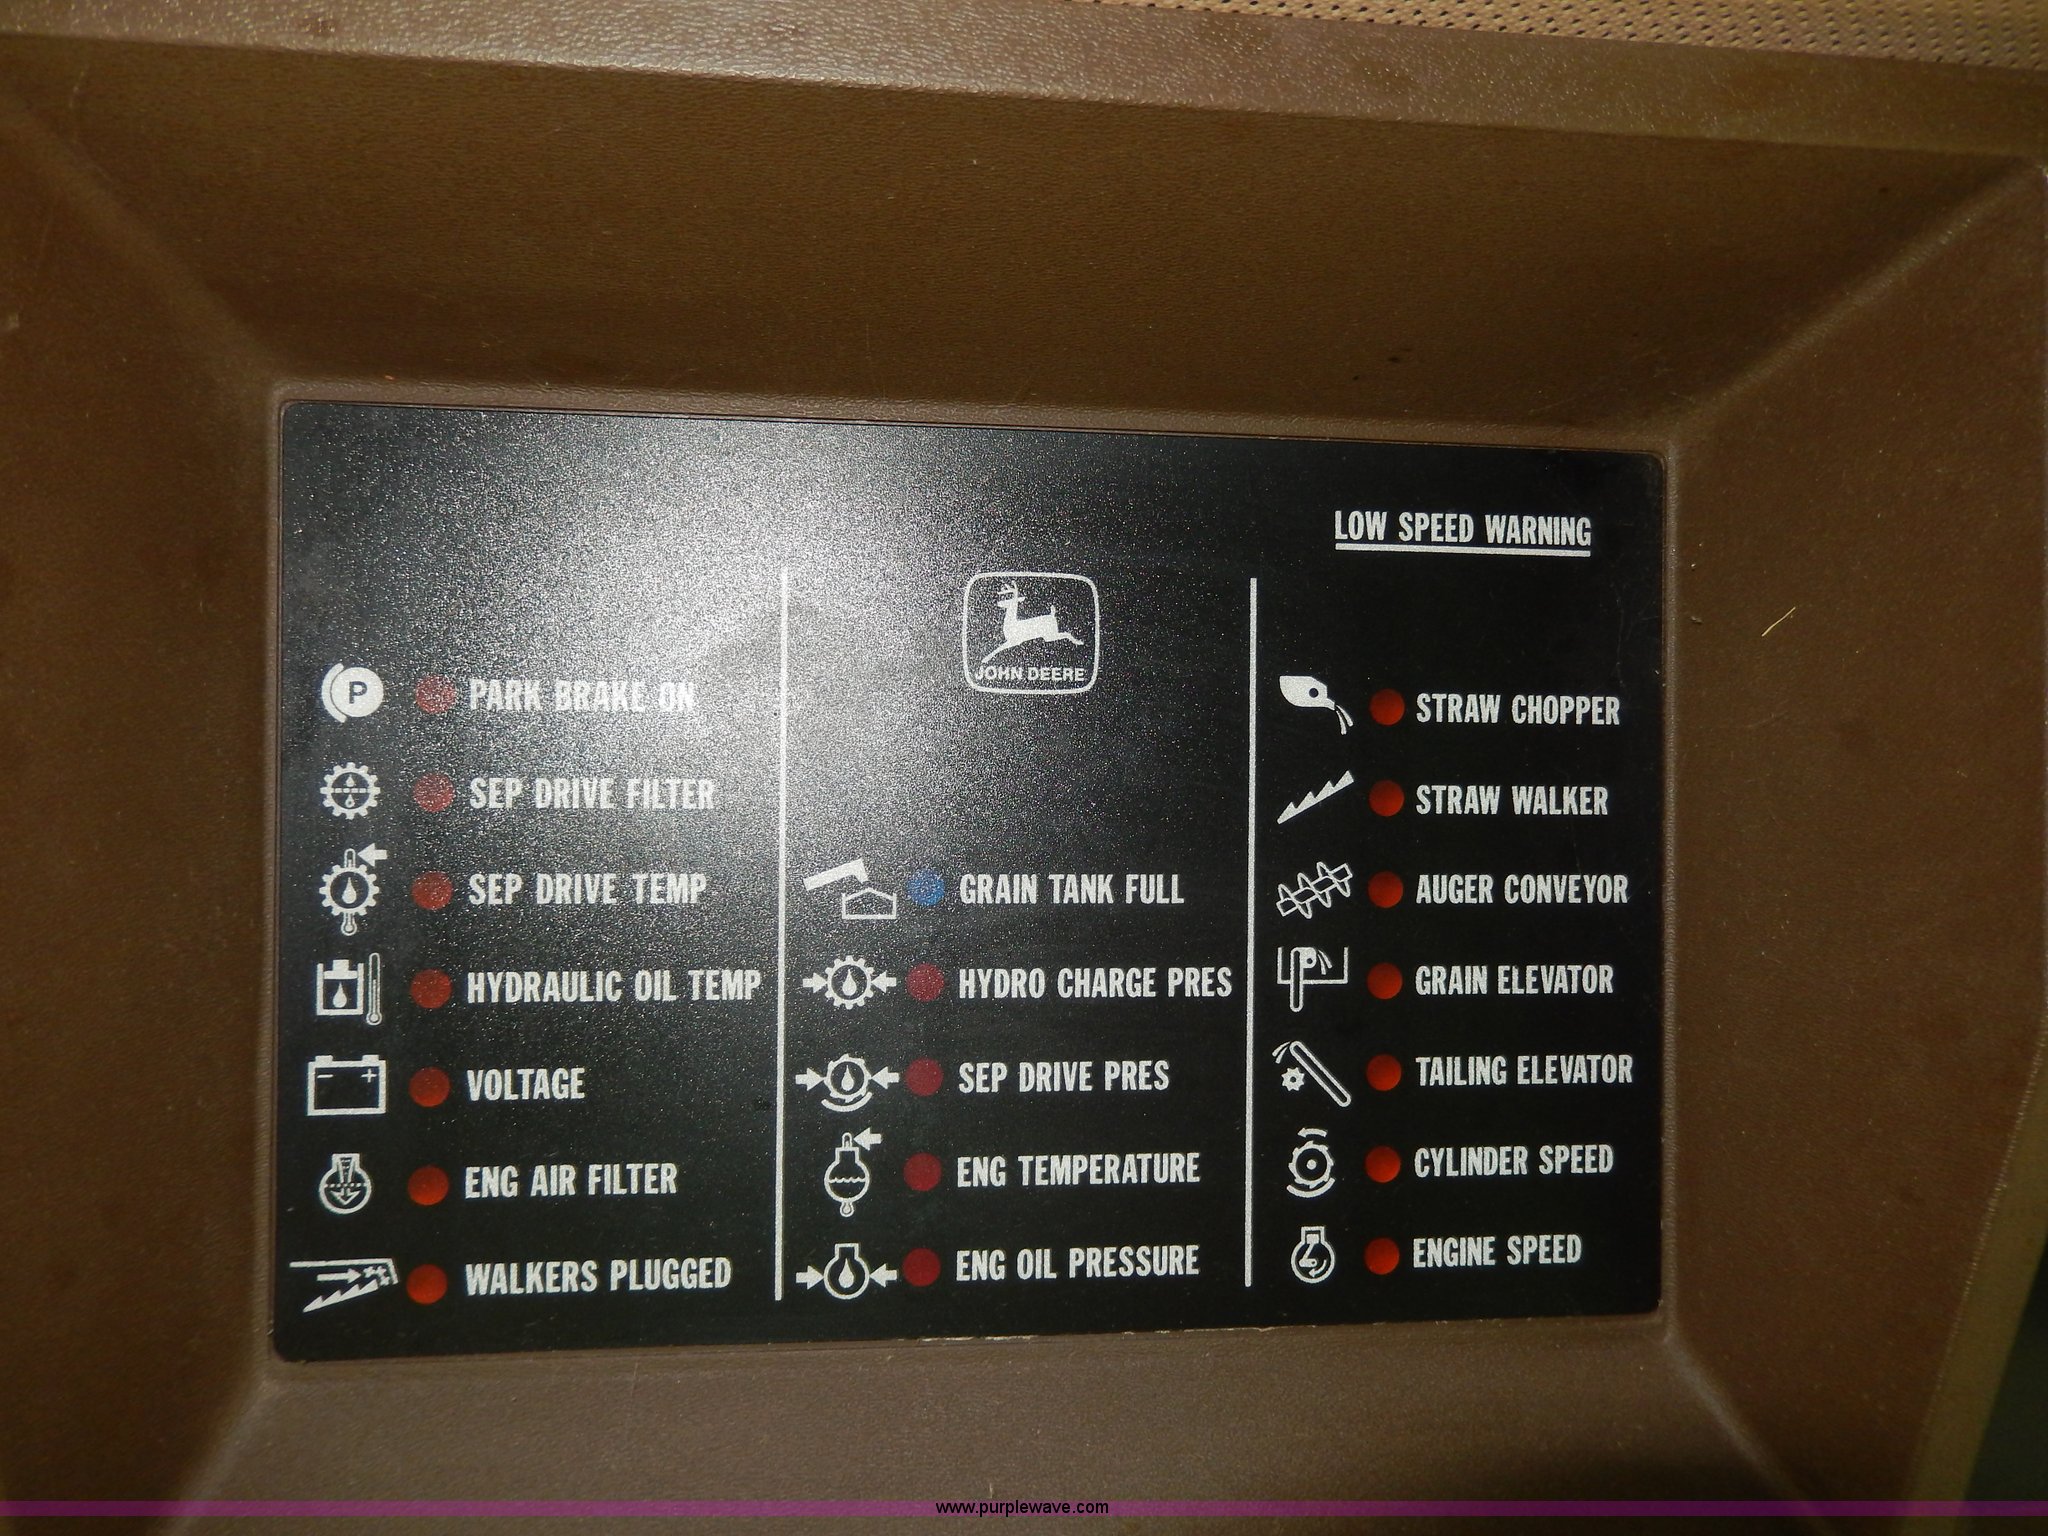 LOW SPEED WARNING
JOHN DEERE
P
PARK BRAKE ON
SEP DRIVE FILTER
SEP DRIVE TEMP
HYDRAULIC OIL TEMP
- +
VOLTAGE
ENG AIR FILTER
WALKERS PLUGGED
GRAIN TANK FULL
HYDRO CHARGE PRES
SEP DRIVE PRES
ENG TEMPERATURE
ENG OIL PRESSURE
STRAW CHOPPER
STRAW WALKER
AUGER CONVEYOR
GRAIN ELEVATOR
TAILING ELEVATOR
CYLINDER SPEED
ENGINE SPEED
www.purplewave.com